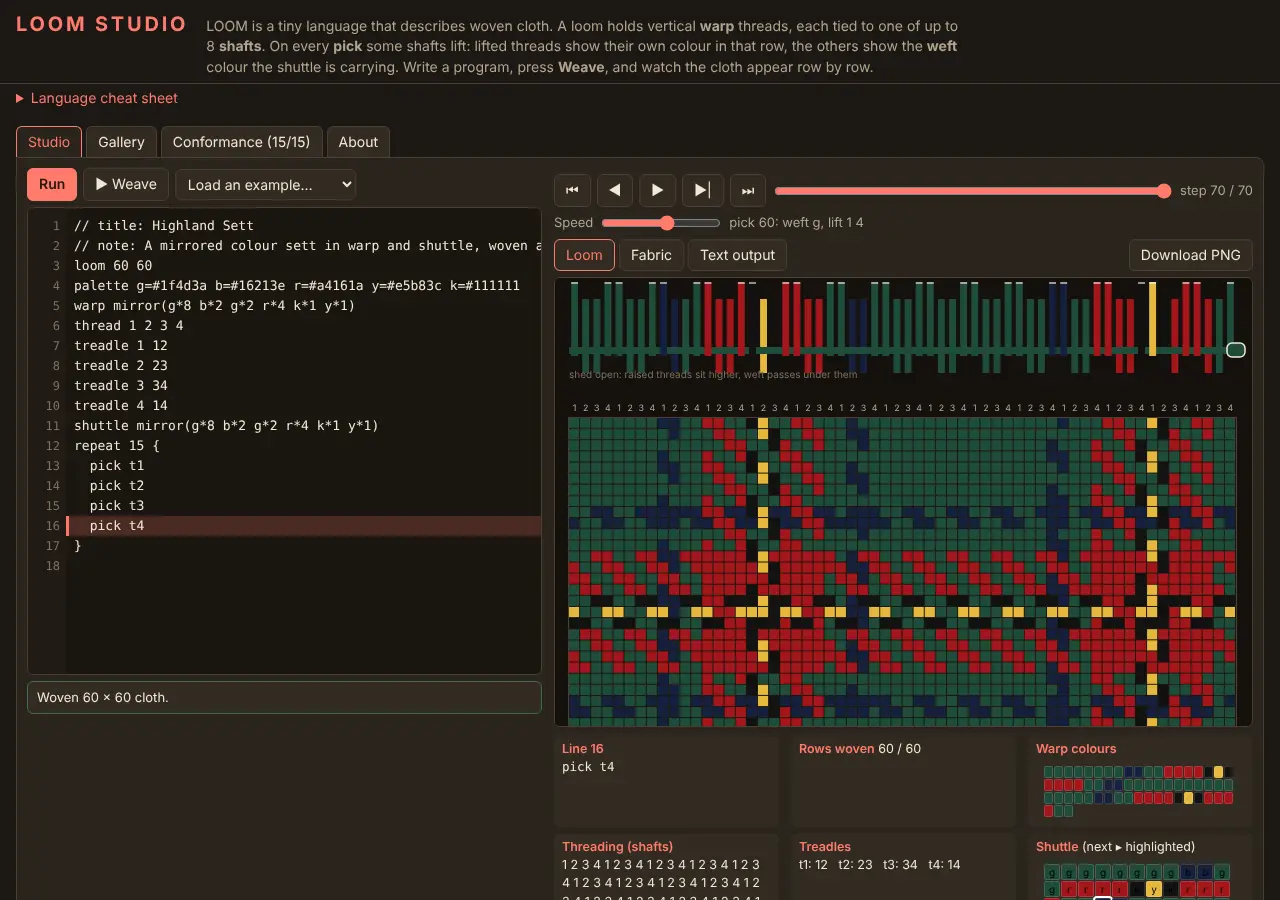 LOOM STUDIO
LOOM is a tiny language that describes woven cloth. A loom holds vertical warp threads, each tied to one of up to
8 shafts. On every pick some shafts lift: lifted threads show their own colour in that row, the others show the weft
colour the shuttle is carrying. Write a program, press Weave, and watch the cloth appear row by row.
Language cheat sheet
Studio Gallery Conformance (15/15) About
Run Weave Load an example...
step 70 / 70
Speed pick 60: weft g, lift 1 4
Loom Fabric Text output Download PNG
1 // title: Highland Sett
2 // note: A mirrored colour sett in warp and shuttle, woven a
3 loom 60 60
4 palette g=#1f4d3a b=#16213e r=#a4161a y=#e5b83c k=#111111
5 warp mirror(g*8 b*2 g*2 r*4 k*1 y*1)
6 thread 1 2 3 4
7 treadle 1 12
8 treadle 2 23
9 treadle 3 34
10 treadle 4 14
11 shuttle mirror(g*8 b*2 g*2 r*4 k*1 y*1)
12 repeat 15 {
13 pick t1
14 pick t2
15 pick t3
16 pick t4
17 }
18
Woven 60 × 60 cloth.
shed open: raised threads sit higher, weft passes under them
1 2 3 4 1 2 3 4 1 2 3 4 1 2 3 4 1 2 3 4 1 2 3 4 1 2 3 4 1 2 3 4 1 2 3 4 1 2 3 4 1 2 3 4 1 2 3 4 1 2 3 4 1 2 3 4 1 2 3 4
Line 16
pick t4
Rows woven 60 / 60
Warp colours
Threading (shafts)
1 2 3 4 1 2 3 4 1 2 3 4 1 2 3 4 1 2 3 4 1 2 3
4 1 2 3 4 1 2 3 4 1 2 3 4 1 2 3 4 1 2 3 4 1 2
Treadles
t1: 12 t2: 23 t3: 34 t4: 14
Shuttle (next ▸ highlighted)
g g g g g g g g b b g
g r r r r k y k r r r